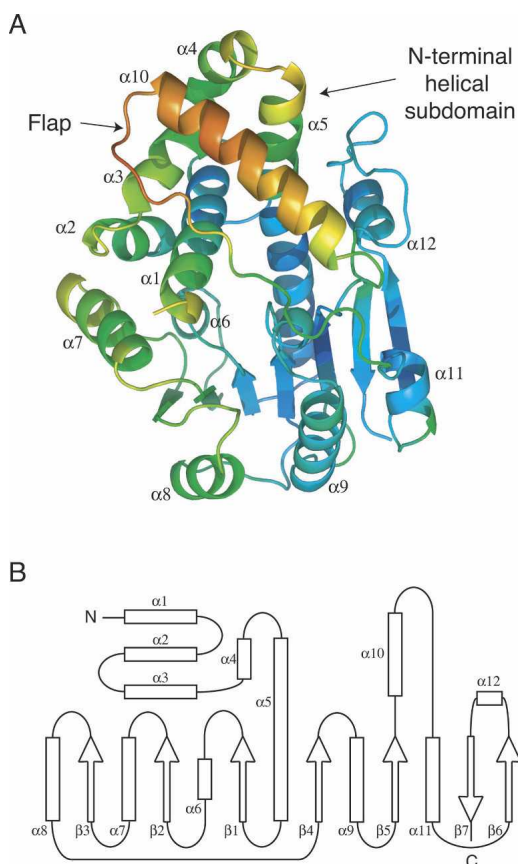 A
α4
α10
N-terminal
helical
subdomain
Flap
α5
α3
α2
α12
α1
α6
α7
α11
α8
α9
B
α1
N
α2
α10
α4
α3
α12
α5
α6
α8
β3
α7
β2
β1
β4
α9
β5
α11
β7
β6
C